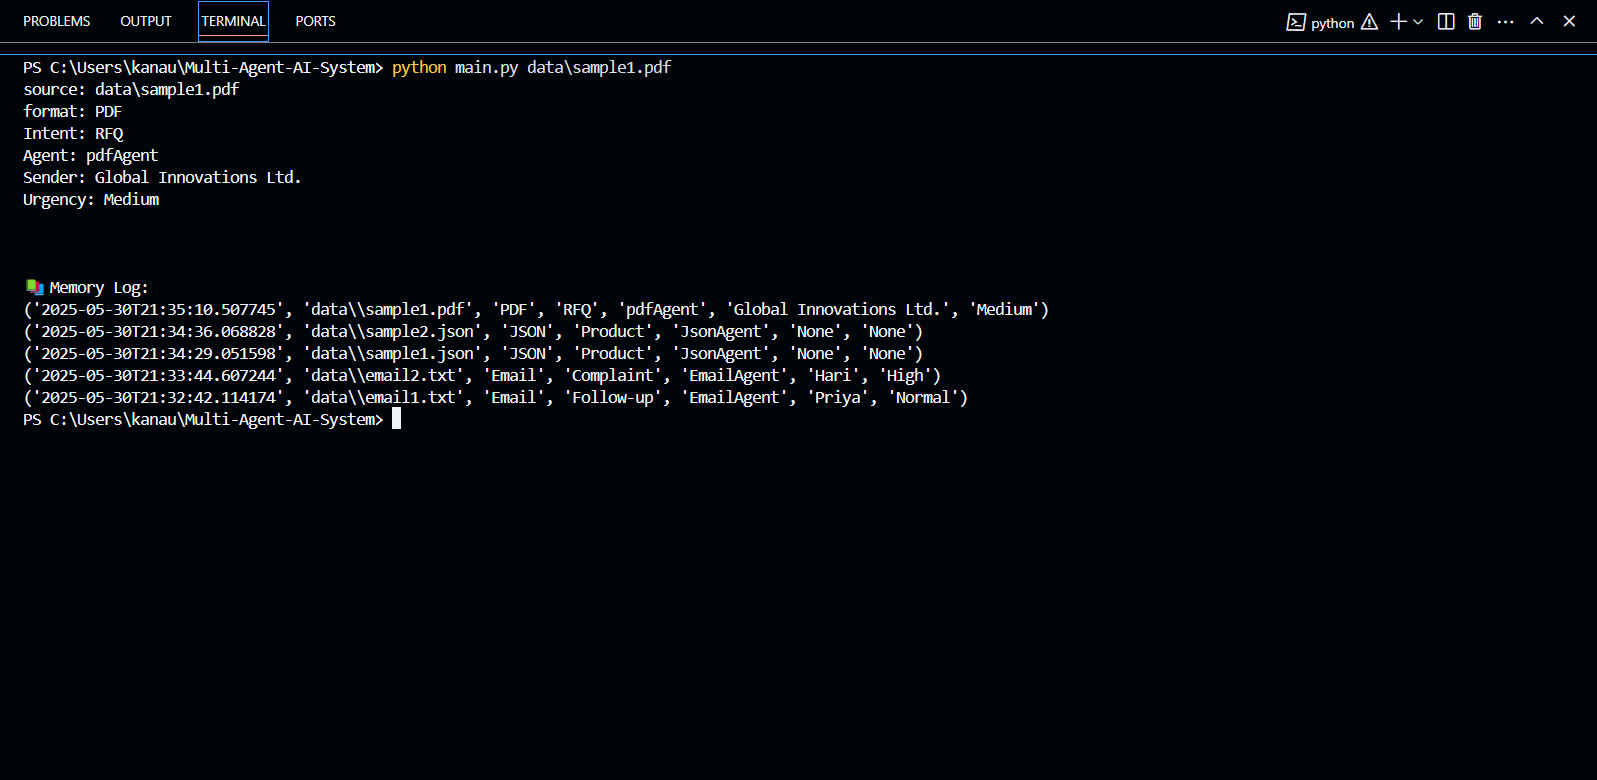 PROBLEMS OUTPUT TERMINAL PORTS python
PS C:\Users\kanau\Multi-Agent-AI-System> python main.py data\sample1.pdf
source: data\sample1.pdf
format: PDF
Intent: RFQ
Agent: pdfAgent
Sender: Global Innovations Ltd.
Urgency: Medium
Memory Log:
('2025-05-30T21:35:10.507745', 'data\\sample1.pdf', 'PDF', 'RFQ', 'pdfAgent', 'Global Innovations Ltd.', 'Medium')
('2025-05-30T21:34:36.068828', 'data\\sample2.json', 'JSON', 'Product', 'JsonAgent', 'None', 'None')
('2025-05-30T21:34:29.051598', 'data\\sample1.json', 'JSON', 'Product', 'JsonAgent', 'None', 'None')
('2025-05-30T21:33:44.607244', 'data\\email2.txt', 'Email', 'Complaint', 'EmailAgent', 'Hari', 'High')
('2025-05-30T21:32:42.114174', 'data\\email1.txt', 'Email', 'Follow-up', 'EmailAgent', 'Priya', 'Normal')
PS C:\Users\kanau\Multi-Agent-AI-System>